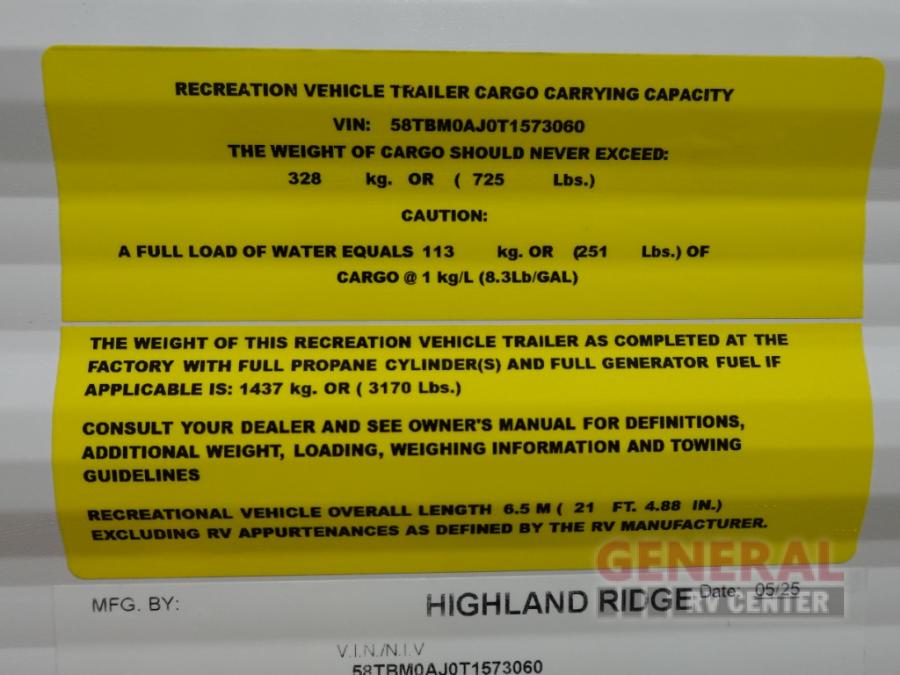 RECREATION VEHICLE TRAILER CARGO CARRYING CAPACITY
VIN: 58TBM0AJ0T1573060
THE WEIGHT OF CARGO SHOULD NEVER EXCEED:
328 kg. OR ( 725 Lbs.)
CAUTION:
A FULL LOAD OF WATER EQUALS 113 kg. OR (251 Lbs.) OF
CARGO @ 1 kg/L (8.3Lb/GAL)
THE WEIGHT OF THIS RECREATION VEHICLE TRAILER AS COMPLETED AT THE
FACTORY WITH FULL PROPANE CYLINDER(S) AND FULL GENERATOR FUEL IF
APPLICABLE IS: 1437 kg. OR ( 3170 Lbs.)
CONSULT YOUR DEALER AND SEE OWNER'S MANUAL FOR DEFINITIONS,
ADDITIONAL WEIGHT, LOADING, WEIGHING INFORMATION AND TOWING
GUIDELINES
RECREATIONAL VEHICLE OVERALL LENGTH 6.5 M ( 21 FT. 4.88 IN.)
EXCLUDING RV APPURTENANCES AS DEFINED BY THE RV MANUFACTURER.
GENERAL
RV CENTER
MFG. BY: HIGHLAND RIDGE Date: 05/25
V.I.N./N.I.V
58TBM0AJ0T1573060